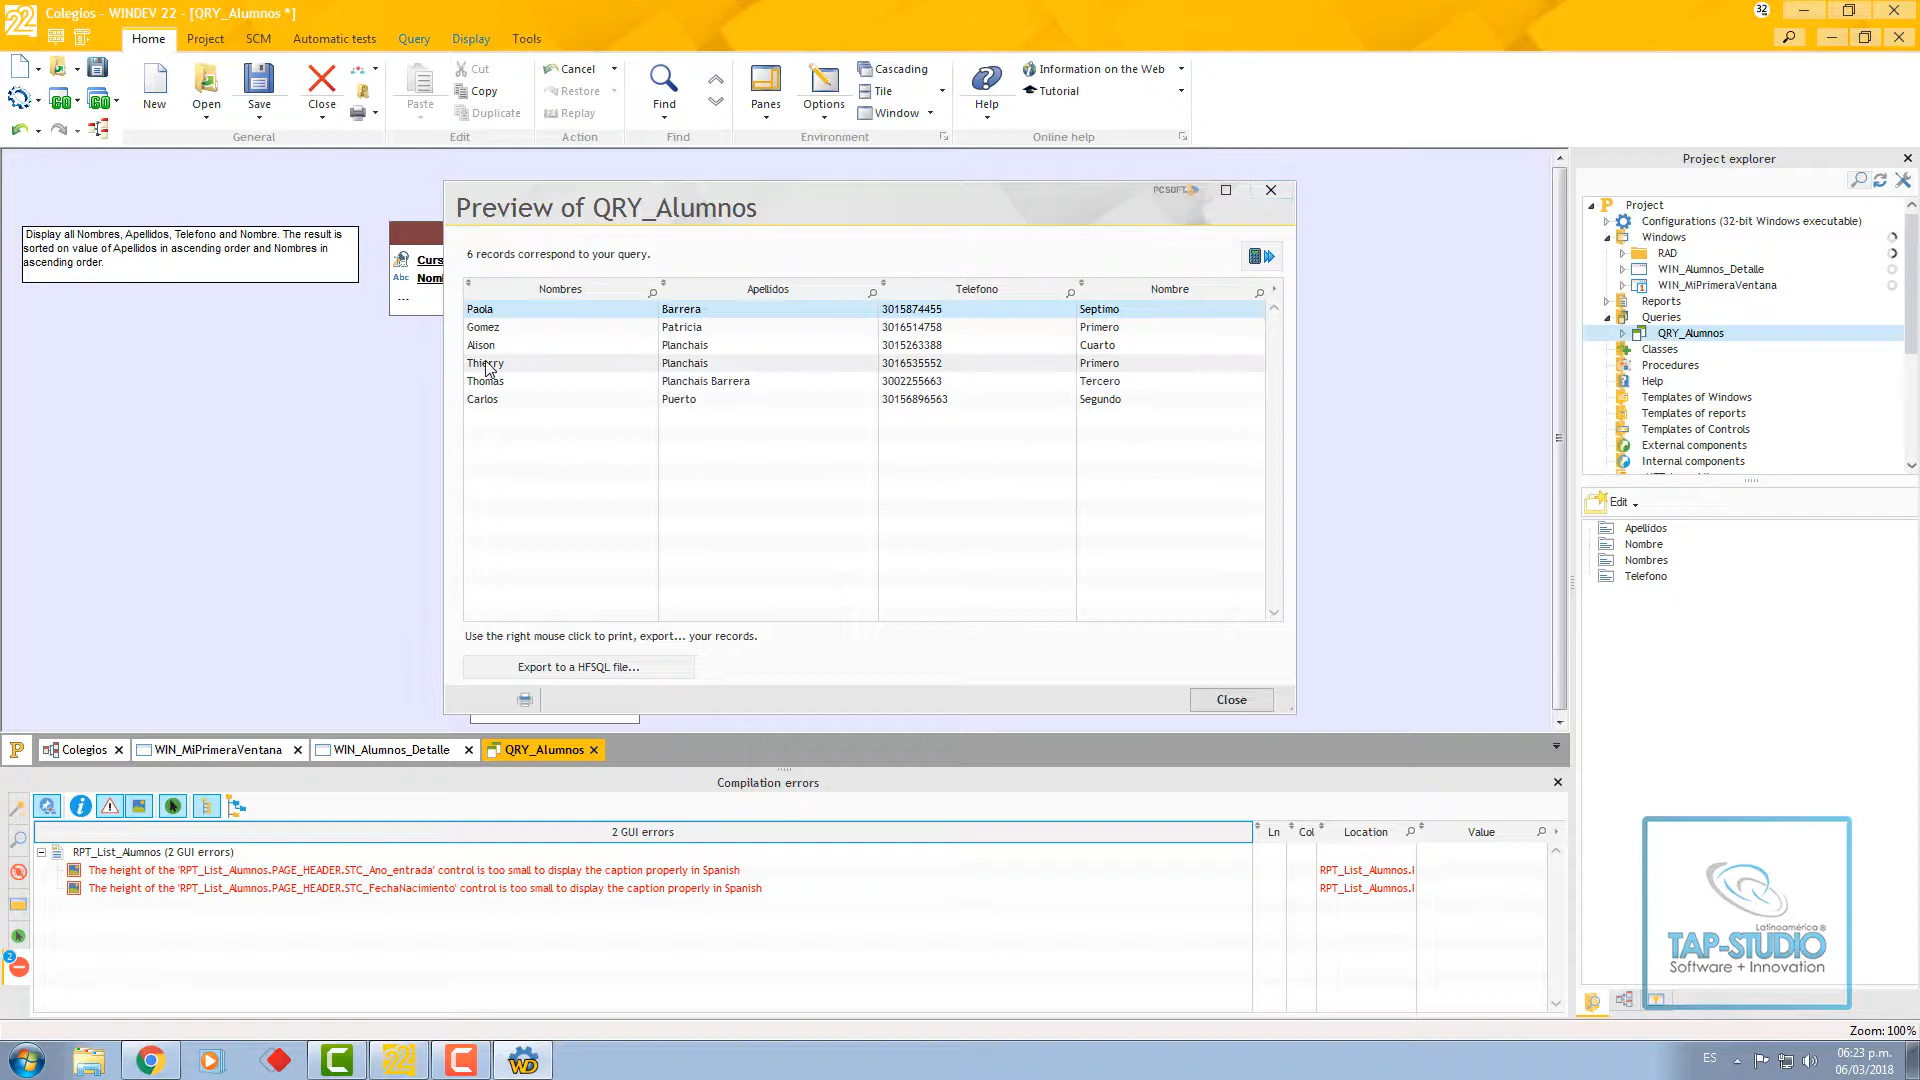 Colegios - WINDEV 22 - [QRY_Alumnos *]
32
Home Project SCM Automatic tests Query Display Tools
New Open Save Close
General
Paste Cut Copy Duplicate
Edit
Cancel Restore Replay
Action
Find
Find
Panes Options Cascading Tile Window
Environment
Help Information on the Web Tutorial
Online help
Display all Nombres, Apellidos, Telefono and Nombre. The result is
sorted on value of Apellidos in ascending order and Nombres in
ascending order.
Curs
Abc Nom
...
Preview of QRY_Alumnos
PCSOFT
6 records correspond to your query.
Nombres Apellidos Telefono Nombre
Paola Barrera 3015874455 Septimo
Gomez Patricia 3016514758 Primero
Alison Planchais 3015263388 Cuarto
Thierry Planchais 3016535552 Primero
Thomas Planchais Barrera 3002255663 Tercero
Carlos Puerto 30156896563 Segundo
Use the right mouse click to print, export... your records.
Export to a HFSQL file...
Close
Project explorer
Project
Configurations (32-bit Windows executable)
Windows
RAD
WIN_Alumnos_Detalle
WIN_MiPrimeraVentana
Reports
Queries
QRY_Alumnos
Classes
Procedures
Help
Templates of Windows
Templates of reports
Templates of Controls
External components
Internal components
Edit
Apellidos
Nombre
Nombres
Telefono
Colegios WIN_MiPrimeraVentana WIN_Alumnos_Detalle QRY_Alumnos
Compilation errors
2 GUI errors Ln Col Location Value
RPT_List_Alumnos (2 GUI errors)
The height of the 'RPT_List_Alumnos.PAGE_HEADER.STC_Ano_entrada' control is too small to display the caption properly in Spanish RPT_List_Alumnos.I
The height of the 'RPT_List_Alumnos.PAGE_HEADER.STC_FechaNacimiento' control is too small to display the caption properly in Spanish RPT_List_Alumnos.I
2
Latinoamérica
TAP-STUDIO
Software + Innovation
Zoom: 100%
ES
06:23 p.m.
06/03/2018